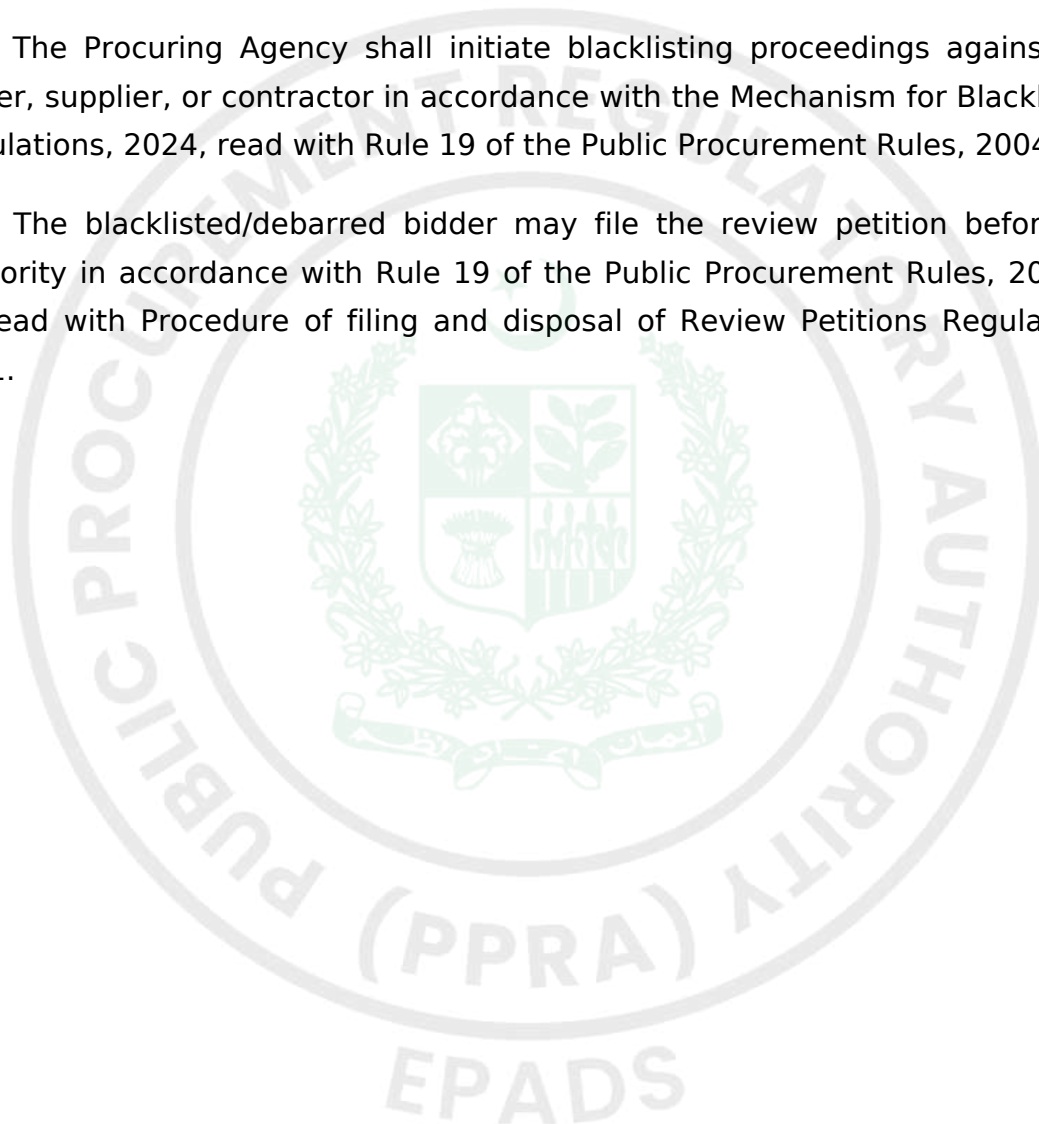 The Procuring Agency shall initiate blacklisting proceedings agains
er, supplier, or contractor in accordance with the Mechanism for Blackl
ulations, 2024, read with Rule 19 of the Public Procurement Rules, 2004
The blacklisted/debarred bidder may file the review petition befor
ority in accordance with Rule 19 of the Public Procurement Rules, 20
ead with Procedure of filing and disposal of Review Petitions Regula
.
PUBLIC PROCUREMENT REGULATORY AUTHORITY
(PPRA)
EPADS